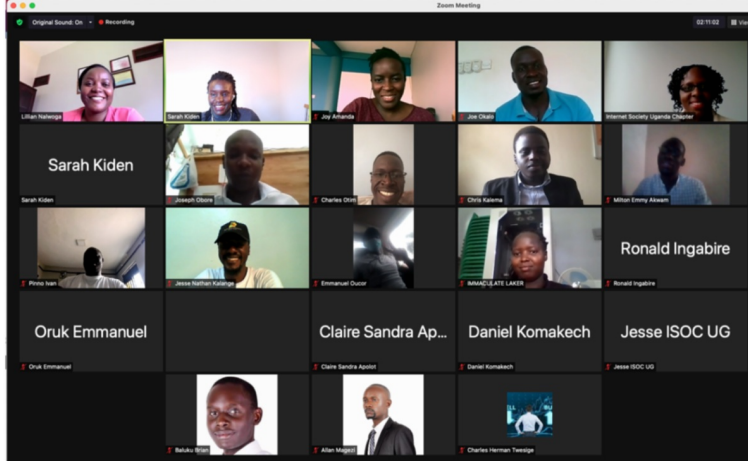 Zoom Meeting
Original Sound: On
Recording
02:11:02
Lillian Nalwoga
Sarah Kiden
Joy Amanda
Joe Okalo
Internet Society Uganda Chapter
Sarah Kiden
Sarah Kiden
Joseph Obore
Charles Otim
Chris Kalema
Milton Emmy Akwam
Pinno Ivan
Jesse Nathan Kalange
Emmanuel Oucor
IMMACULATE LAKER
Ronald Ingabire
Ronald Ingabire
Oruk Emmanuel
Claire Sandra Ap...
Daniel Komakech
Jesse ISOC UG
Oruk Emmanuel
Claire Sandra Apolot
Daniel Komakech
Jesse ISOC UG
Baluku Brian
Allan Magezi
Charles Herman Twesige